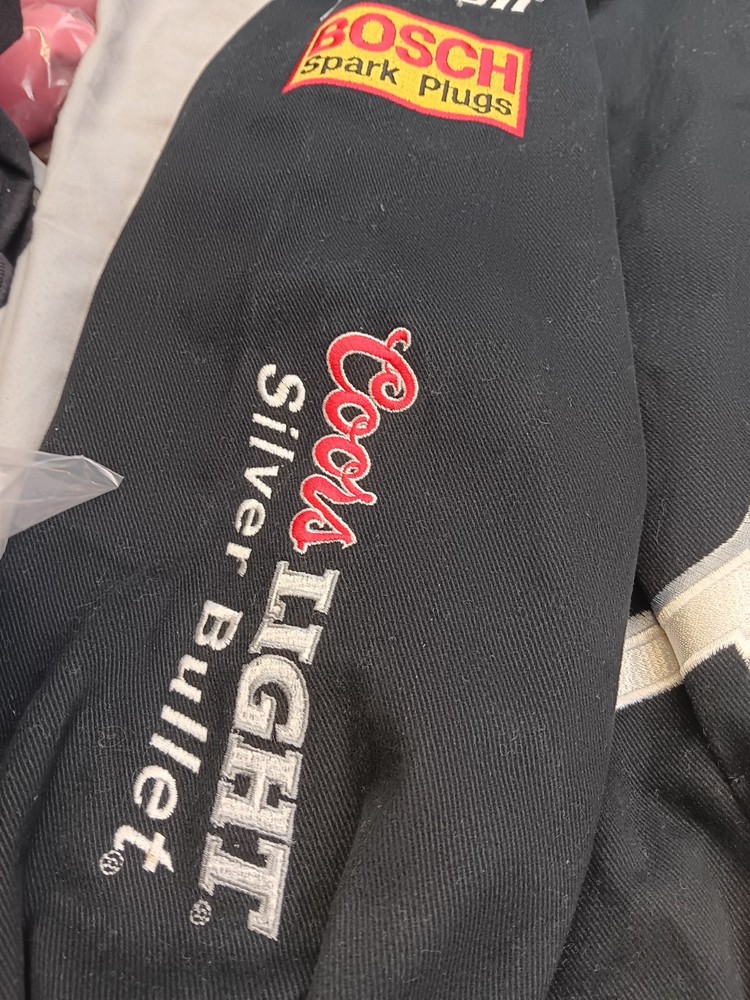 BOSCH
Spark Plugs
Coors
LIGHT®
Silver Bullet®